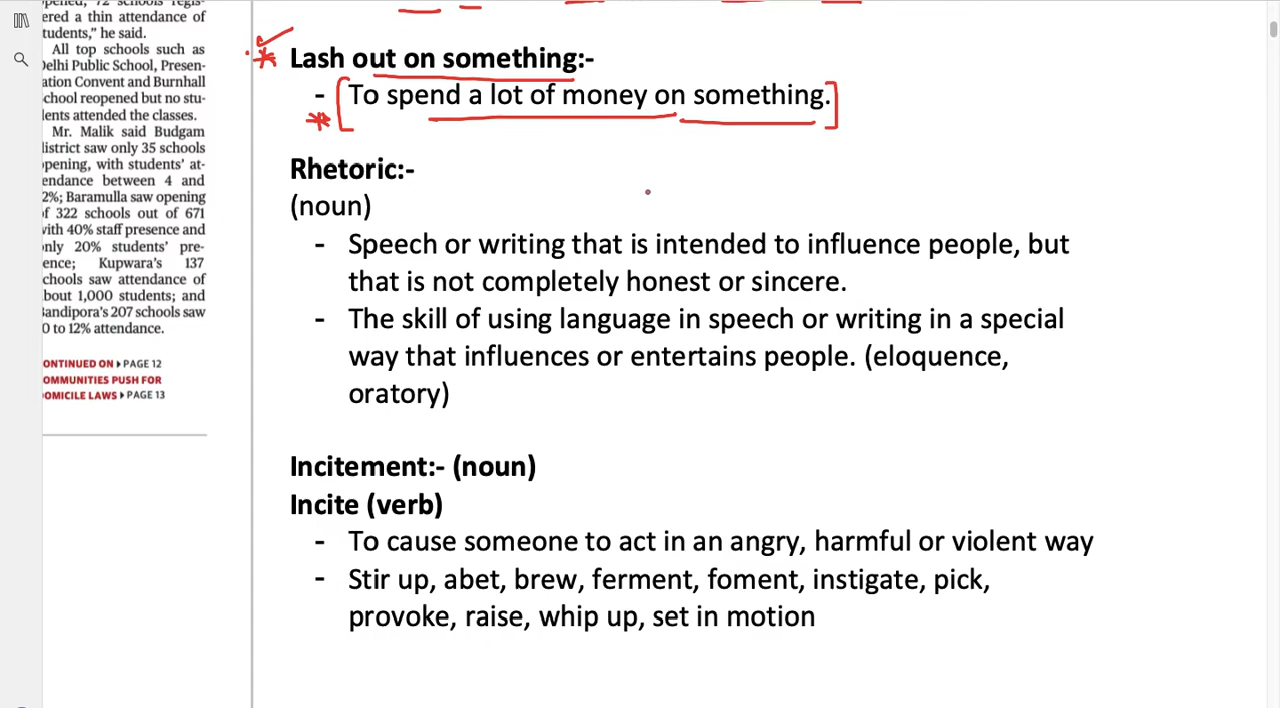 ered a thin attendance of
tudents," he said.
All top schools such as
Delhi Public School, Presen-
ation Convent and Burnhall
chool reopened but no stu-
dents attended the classes.
Mr. Malik said Budgam
district saw only 35 schools
opening, with students' at-
endance between 4 and
2%; Baramulla saw opening
of 322 schools out of 671
with 40% staff presence and
only 20% students' pre-
ence; Kupwara's 137
chools saw attendance of
bout 1,000 students; and
Bandipora's 207 schools saw
0 to 12% attendance.
ONTINUED ON PAGE 12
OMMUNITIES PUSH FOR
OMICILE LAWS PAGE 13
Lash out on something:-
- To spend a lot of money on something.
Rhetoric:-
(noun)
- Speech or writing that is intended to influence people, but
that is not completely honest or sincere.
- The skill of using language in speech or writing in a special
way that influences or entertains people. (eloquence,
oratory)
Incitement:- (noun)
Incite (verb)
- To cause someone to act in an angry, harmful or violent way
- Stir up, abet, brew, ferment, foment, instigate, pick,
provoke, raise, whip up, set in motion